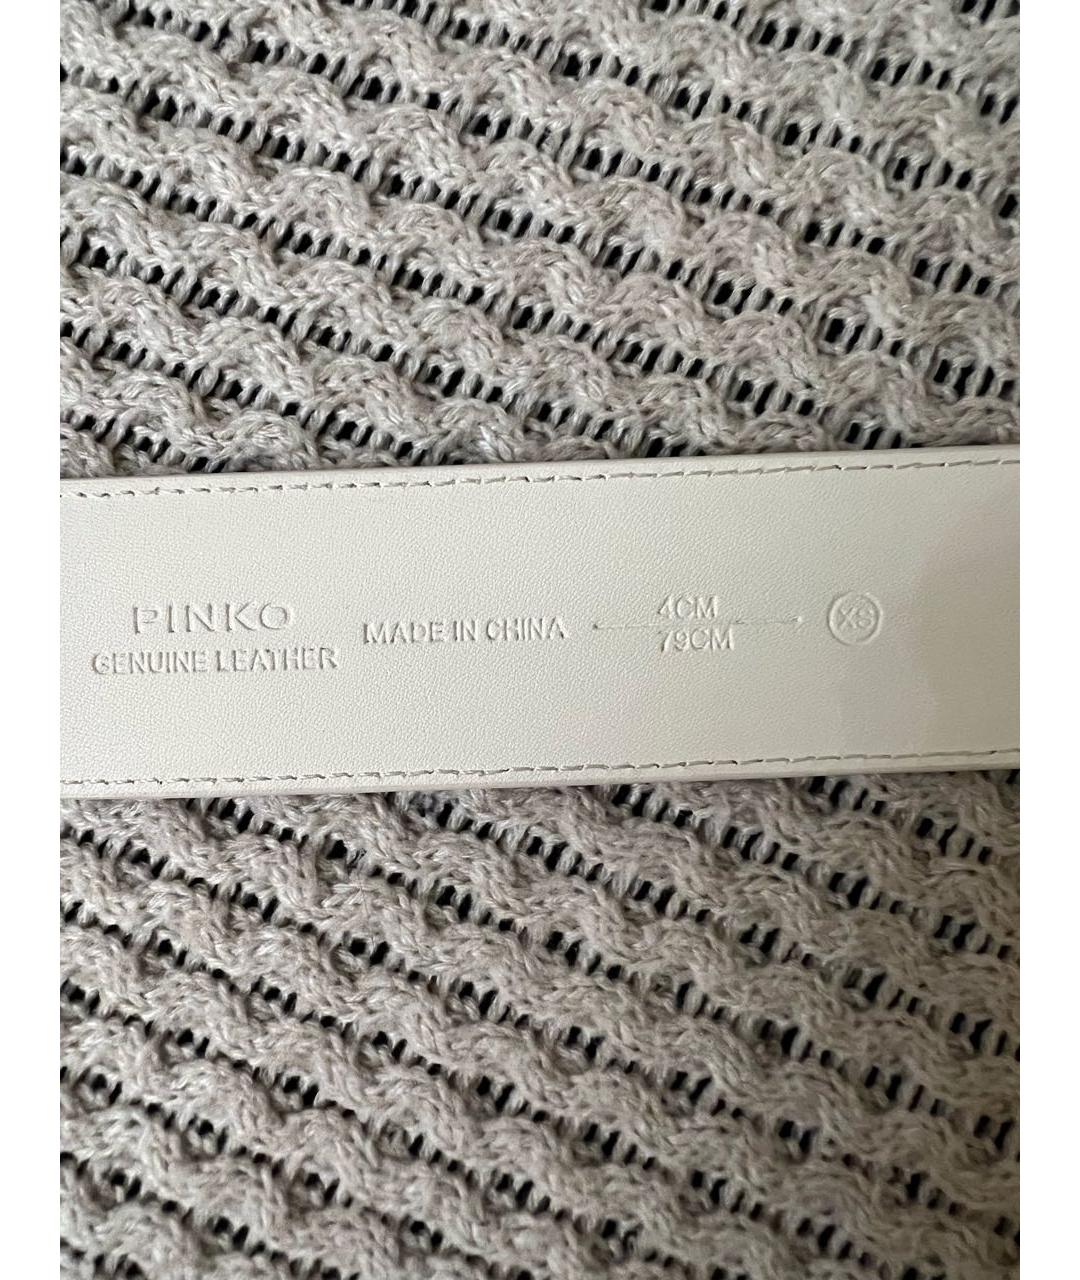 PINKO
GENUINE LEATHER
MADE IN CHINA
4CM
79CM
XS